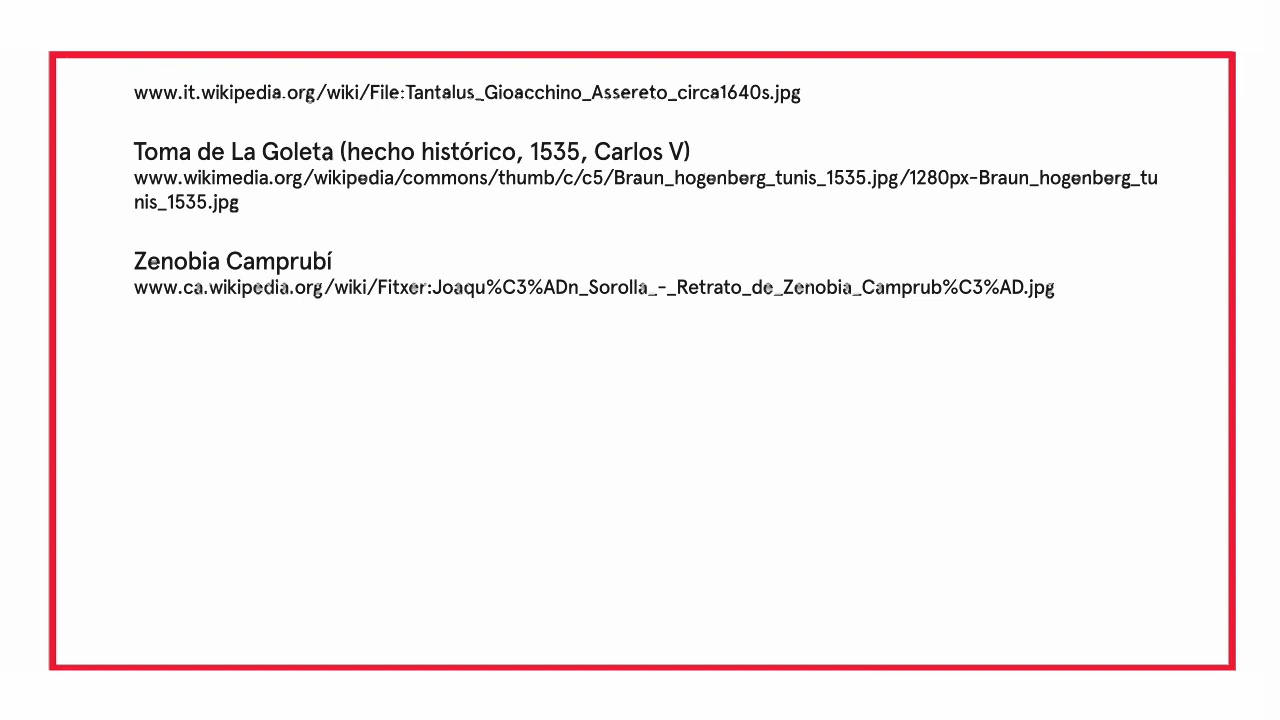 www.it.wikipedia.org/wiki/File:Tantalus_Gioacchino_Assereto_circa1640s.jpg
Toma de La Goleta (hecho histórico, 1535, Carlos V)
www.wikimedia.org/wikipedia/commons/thumb/c/c5/Braun_hogenberg_tunis_1535.jpg/1280px-Braun_hogenberg_tu
nis_1535.jpg
Zenobia Camprubí
www.ca.wikipedia.org/wiki/Fitxer:Joaqu%C3%ADn_Sorolla_-_Retrato_de_Zenobia_Camprub%C3%AD.jpg